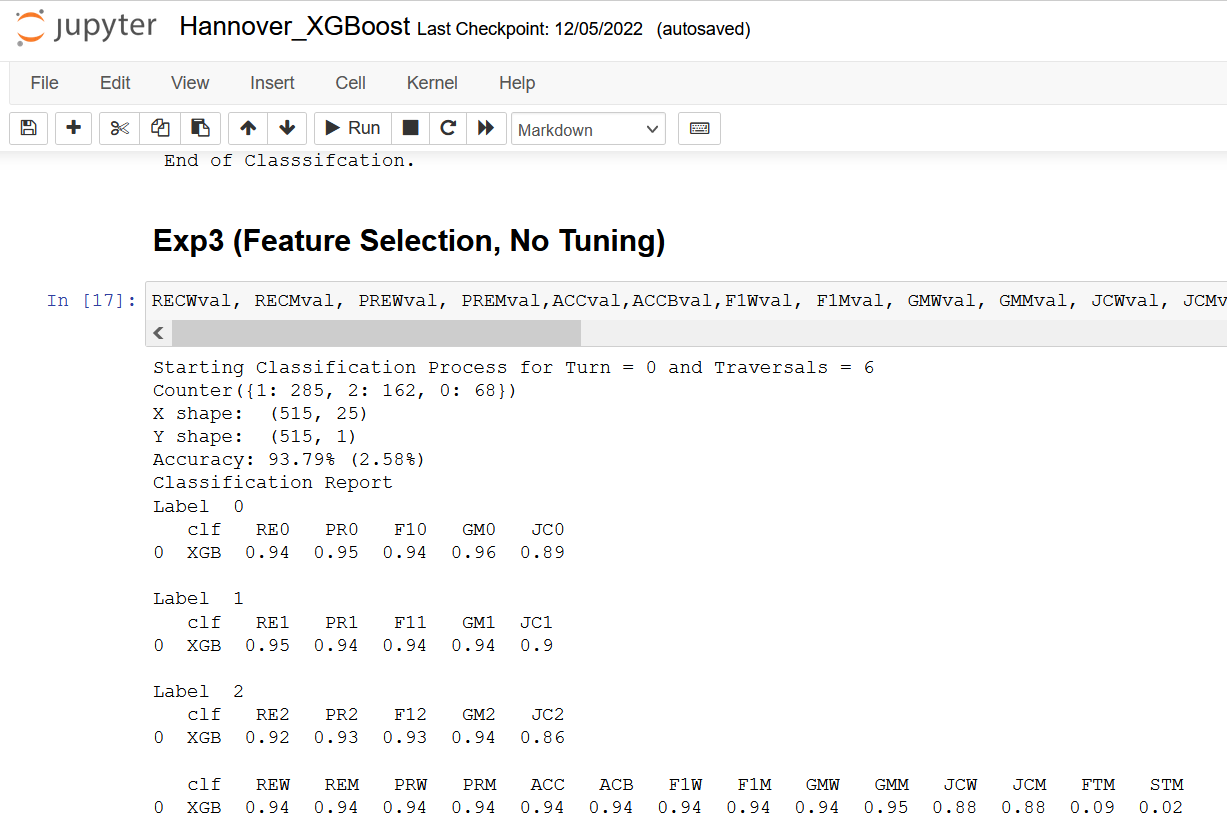 jupyter Hannover_XGBoost Last Checkpoint: 12/05/2022 (autosaved)
File Edit View Insert Cell Kernel Help
Run Markdown
End of Classsifcation.
Exp3 (Feature Selection, No Tuning)
In [17]: RECWval, RECMval, PREWval, PREMval,ACCval,ACCBval,F1Wval, F1Mval, GMWval, GMMval, JCWval, JCMv
Starting Classification Process for Turn = 0 and Traversals = 6
Counter({1: 285, 2: 162, 0: 68})
X shape: (515, 25)
Y shape: (515, 1)
Accuracy: 93.79% (2.58%)
Classification Report
Label 0
clf RE0 PR0 F10 GM0 JC0
0 XGB 0.94 0.95 0.94 0.96 0.89
Label 1
clf RE1 PR1 F11 GM1 JC1
0 XGB 0.95 0.94 0.94 0.94 0.9
Label 2
clf RE2 PR2 F12 GM2 JC2
0 XGB 0.92 0.93 0.93 0.94 0.86
clf REW REM PRW PRM ACC ACB F1W F1M GMW GMM JCW JCM FTM STM
0 XGB 0.94 0.94 0.94 0.94 0.94 0.94 0.94 0.94 0.94 0.95 0.88 0.88 0.09 0.02